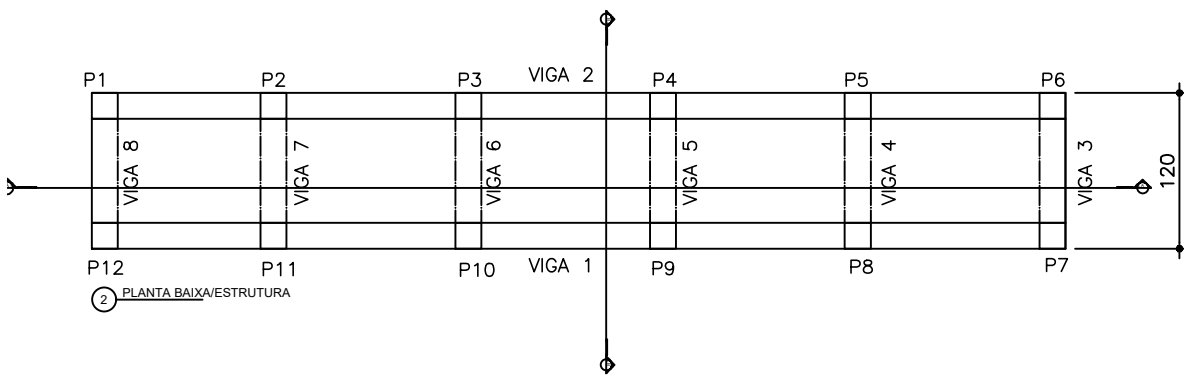 P1
P2
P3
VIGA 2
P4
P5
P6
VIGA 8
VIGA 7
VIGA 6
VIGA 5
VIGA 4
VIGA 3
120
P12
P11
P10
VIGA 1
P9
P8
P7
2
PLANTA BAIXA/ESTRUTURA